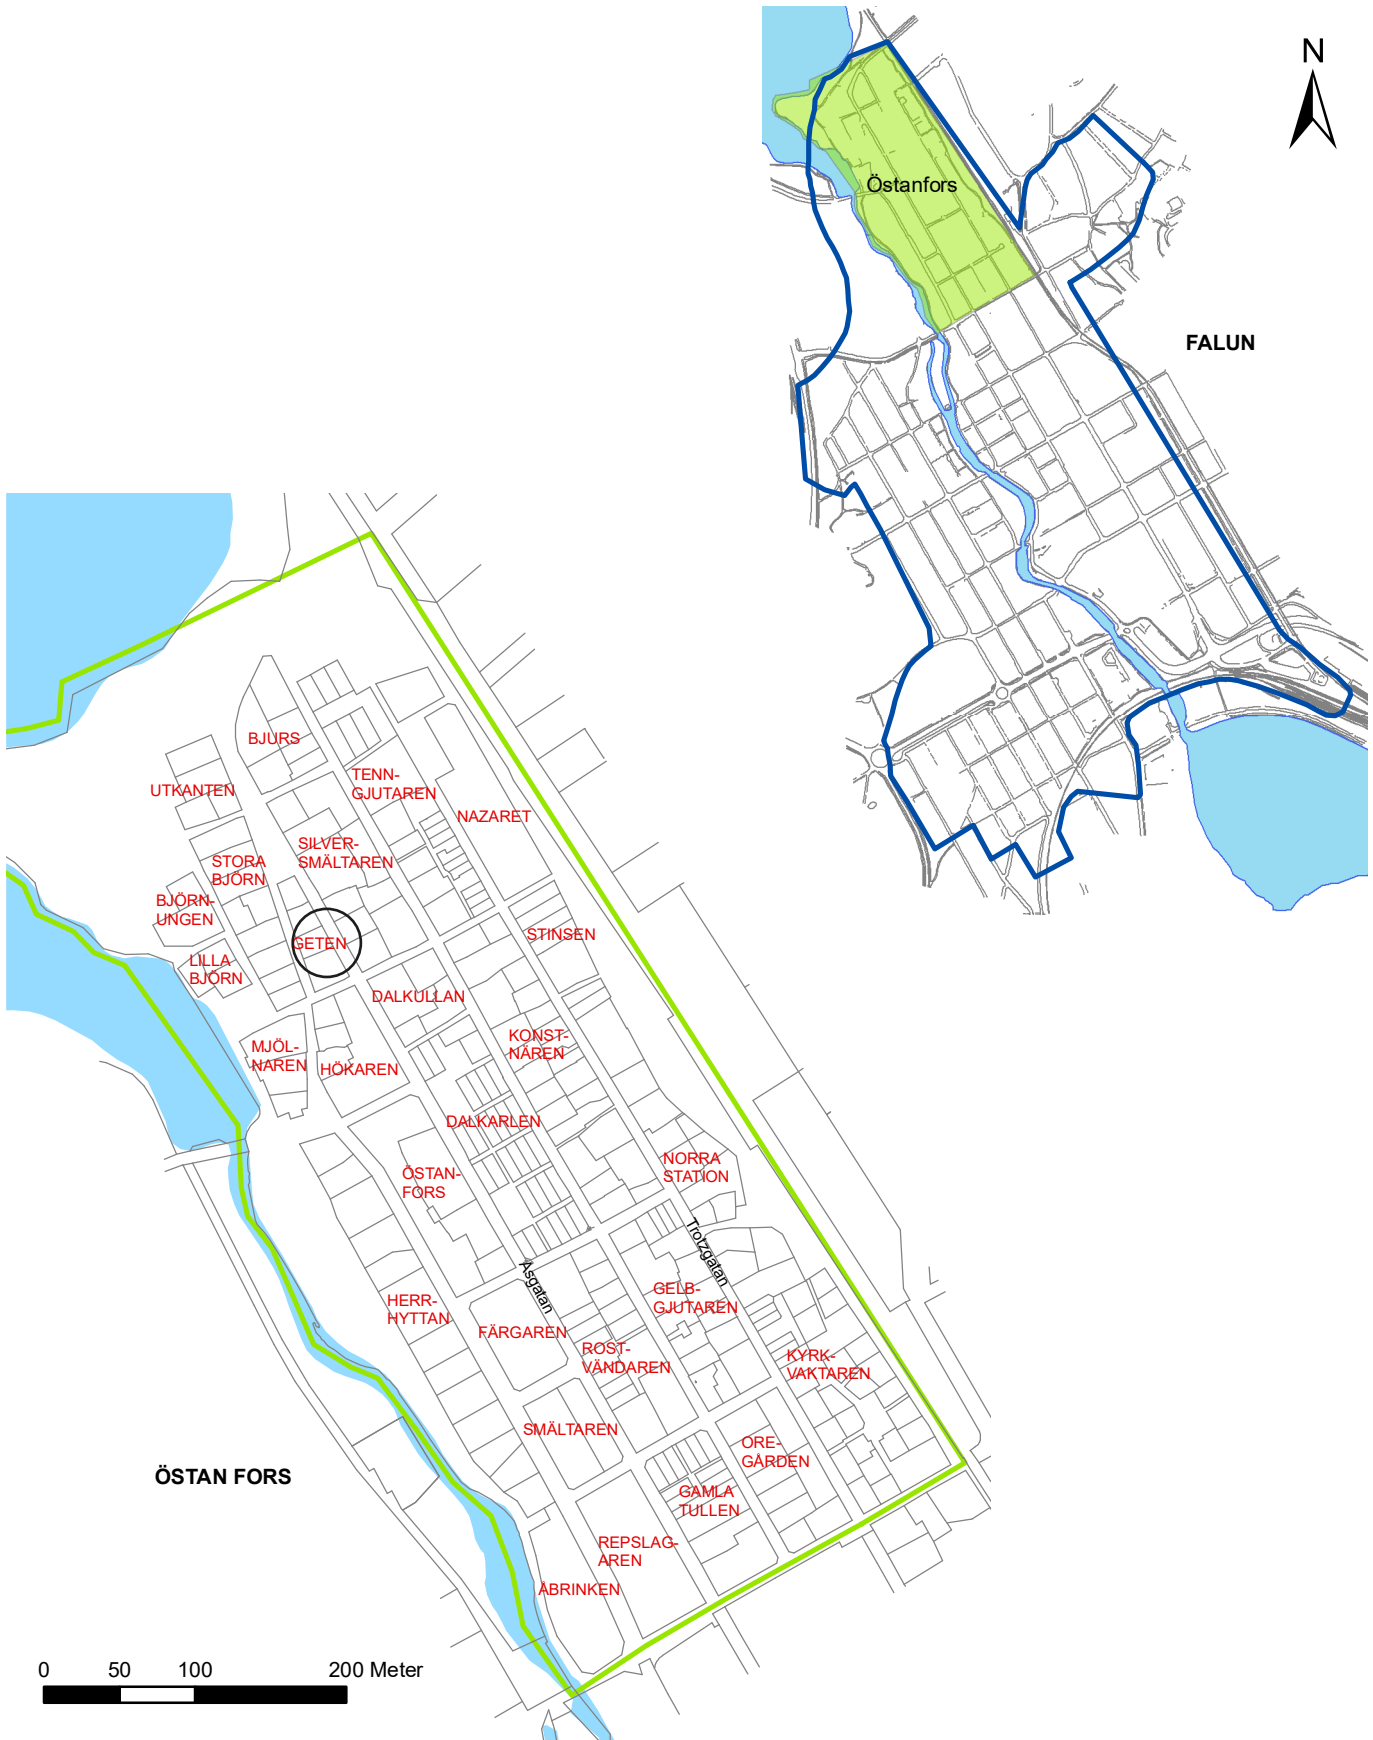 N
Östanfors
FALUN
BJURS
TENN-
GJUTAREN
UTKANTEN
NAZARET
SILVER-
SMÄLTAREN
STORA
BJÖRN
BJÖRN-
UNGEN
GETEN
STINSEN
LILLA
BJÖRN
DALKULLAN
KONST-
NÄREN
MJÖL-
NAREN
HÖKAREN
DALKARLEN
NORRA
STATION
ÖSTAN-
FORS
Trotzgatan
Åsgatan
GELB-
GJUTAREN
HERR-
HYTTAN
FÄRGAREN
ROST-
VÄNDAREN
KYRK-
VAKTAREN
SMÄLTAREN
ORE-
GÅRDEN
ÖSTAN FORS
GAMLA
TULLEN
REPSLAG-
AREN
ÅBRINKEN
0 50 100 200 Meter